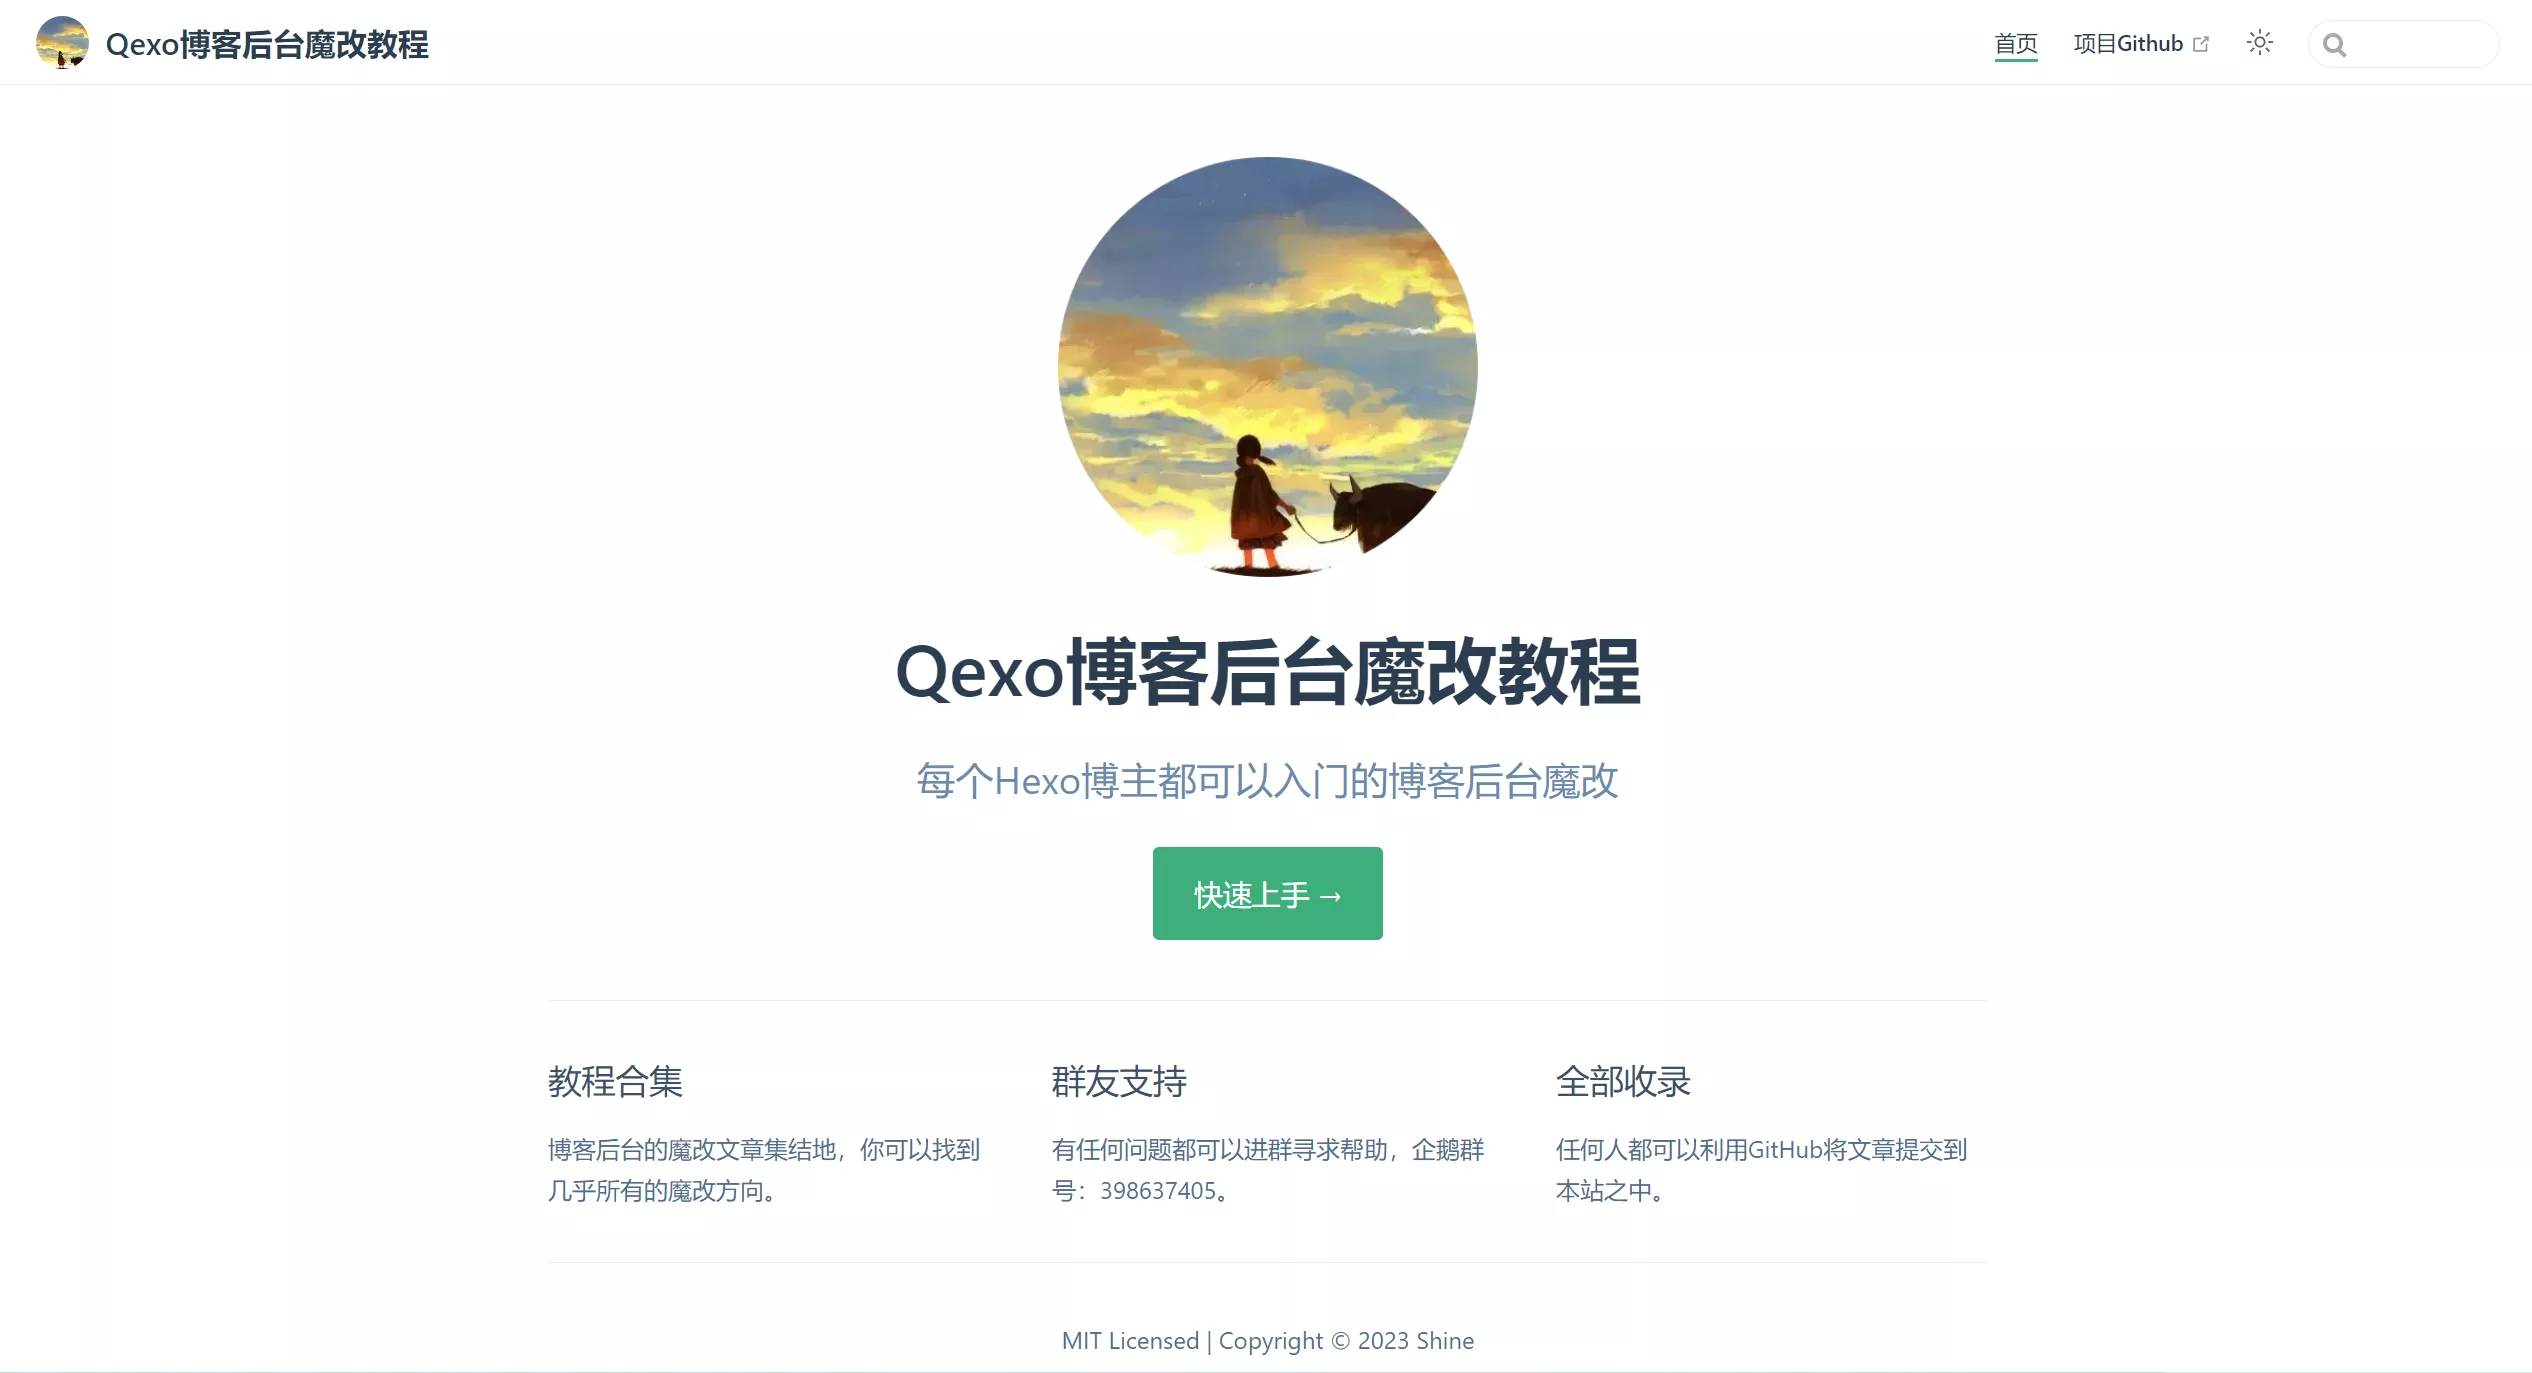 Qexo博客后台魔改教程
首页
项目Github
Qexo博客后台魔改教程
每个Hexo博主都可以入门的博客后台魔改
快速上手 →
教程合集
博客后台的魔改文章集结地，你可以找到
几乎所有的魔改方向。
群友支持
有任何问题都可以进群寻求帮助，企鹅群
号：398637405。
全部收录
任何人都可以利用GitHub将文章提交到
本站之中。
MIT Licensed | Copyright © 2023 Shine